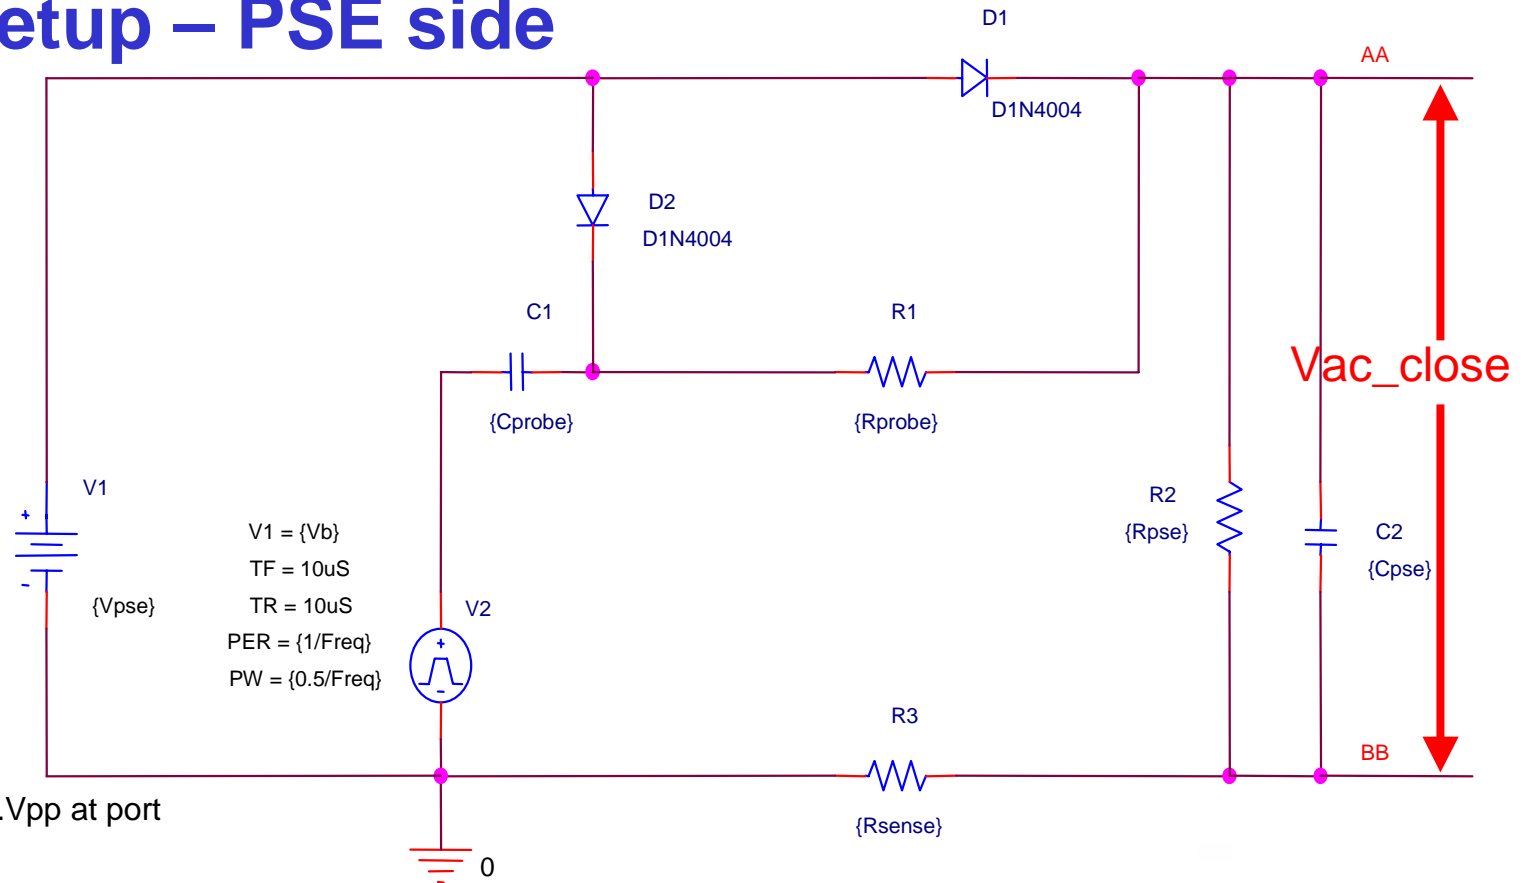 etup – PSE side
D1
AA
D1N4004
D2
D1N4004
C1
R1
Vac_close
{Cprobe}
{Rprobe}
V1
+
-
{Vpse}
V1 = {Vb}
TF = 10uS
TR = 10uS
PER = {1/Freq}
PW = {0.5/Freq}
V2
+
-
R2
{Rpse}
C2
{Cpse}
R3
BB
{Rsense}
.Vpp at port
0